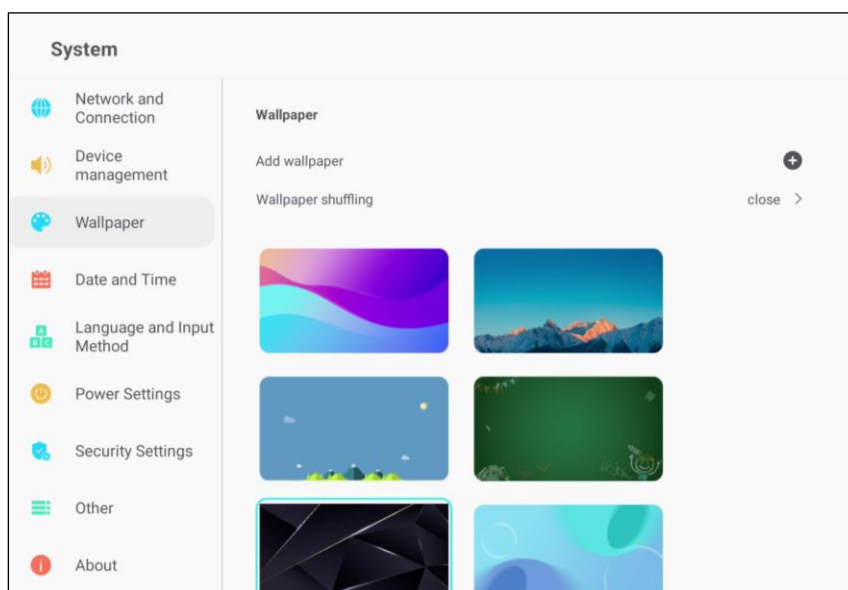 System
Network and
Connection
Device
management
Wallpaper
Date and Time
Language and Input
Method
Power Settings
Security Settings
Other
About
Wallpaper
Add wallpaper
Wallpaper shuffling
close
A
B C